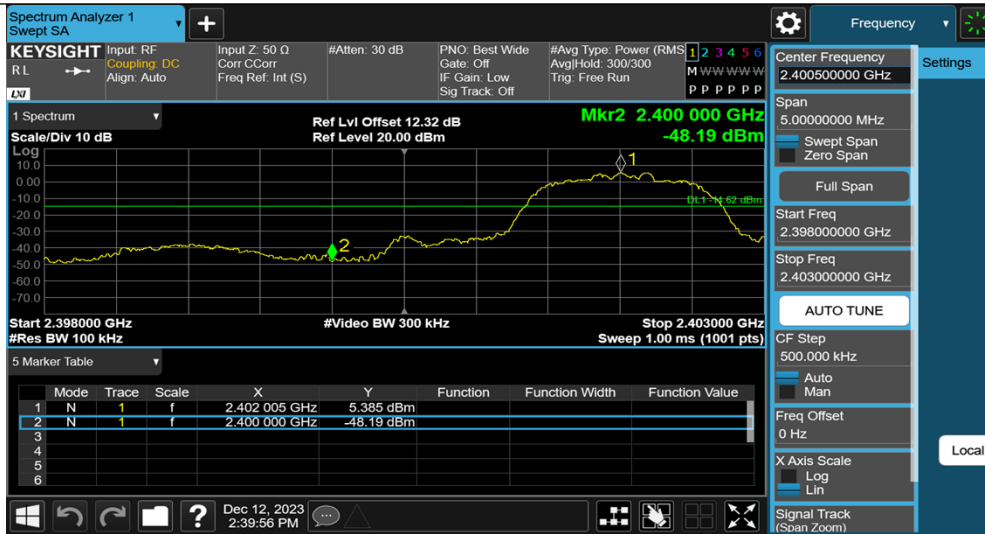 Spectrum Analyzer 1
Swept SA
Frequency
KEYSIGHT
RL
LXI
Input: RF
Coupling: DC
Align: Auto
Input Z: 50 Ω
Corr CCorr
Freq Ref: Int (S)
#Atten: 30 dB
PNO: Best Wide
Gate: Off
IF Gain: Low
Sig Track: Off
#Avg Type: Power (RMS
Avg|Hold: 300/300
Trig: Free Run
1 2 3 4 5 6
M W W W W W
P P P P P P
1 Spectrum
Scale/Div 10 dB
Ref Lvl Offset 12.32 dB
Ref Level 20.00 dBm
Mkr2 2.400 000 GHz
-48.19 dBm
Log
10.0
0.00
-10.0
-20.0
-30.0
-40.0
-50.0
-60.0
-70.0
1
2
DL1 -14.62 dBm
Start 2.398000 GHz
#Video BW 300 kHz
Stop 2.403000 GHz
#Res BW 100 kHz
Sweep 1.00 ms (1001 pts)
5 Marker Table
Mode Trace Scale X Y Function Function Width Function Value
1 N 1 f 2.402 005 GHz 5.385 dBm
2 N 1 f 2.400 000 GHz -48.19 dBm
3
4
5
6
Dec 12, 2023
2:39:56 PM
Center Frequency
2.400500000 GHz
Settings
Span
5.00000000 MHz
Swept Span
Zero Span
Full Span
Start Freq
2.398000000 GHz
Stop Freq
2.403000000 GHz
AUTO TUNE
CF Step
500.000 kHz
Auto
Man
Freq Offset
0 Hz
Local
X Axis Scale
Log
Lin
Signal Track
(Span Zoom)